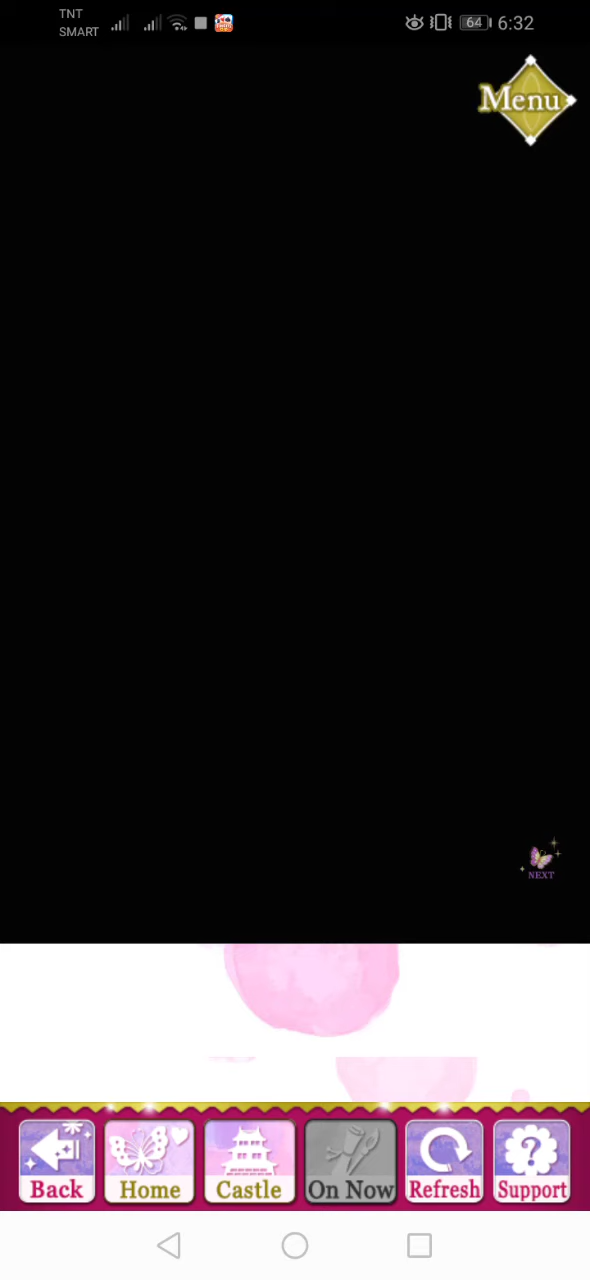 TNT
SMART
64 6:32
Menu
NEXT
Back Home Castle On Now Refresh Support